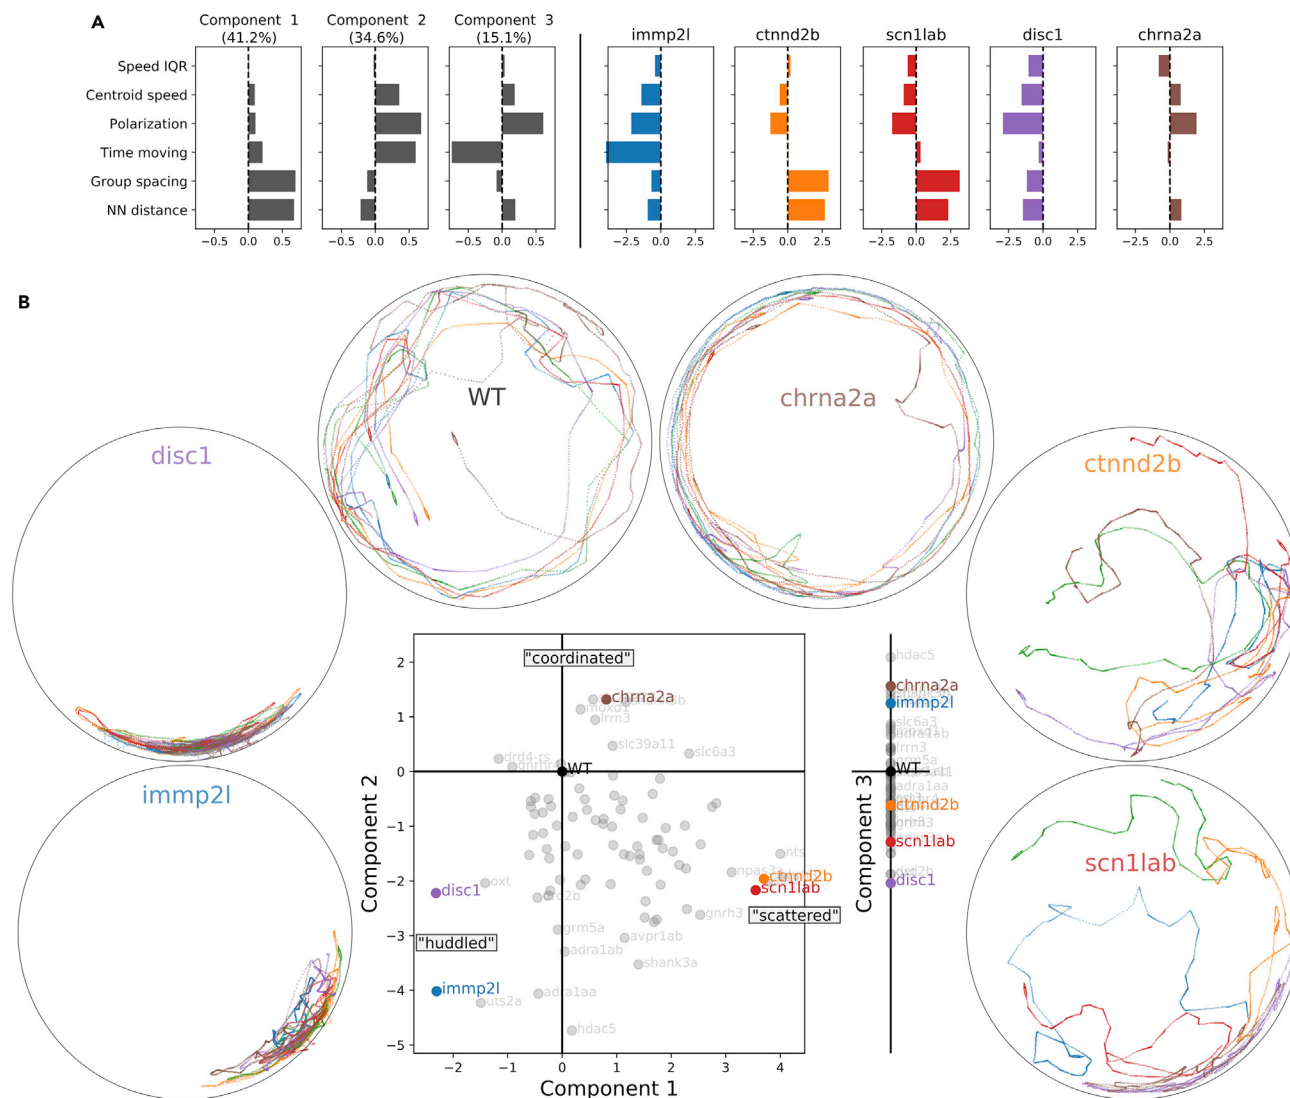 A
Component 1
(41.2%)
Component 2
(34.6%)
Component 3
(15.1%)
immp2l
ctnnd2b
scn1lab
disc1
chrna2a
Speed IQR
Centroid speed
Polarization
Time moving
Group spacing
NN distance
−0.5 0.0 0.5
−0.5 0.0 0.5
−0.5 0.0 0.5
−2.5 0.0 2.5
−2.5 0.0 2.5
−2.5 0.0 2.5
−2.5 0.0 2.5
−2.5 0.0 2.5
B
WT
chrna2a
disc1
ctnnd2b
immp2l
scn1lab
"coordinated"
chrna2a
moxd1
lrrn3
slc39a11
slc6a3
drd4-rs
gnrhr4
WT
nts
npas3a
ctnnd2b
scn1lab
"scattered"
oxt
disc1
drd2b
gnrh3
grm5a
avpr1ab
"huddled"
adra1ab
shank3a
immp2l
adra1aa
uts2a
hdac5
2
1
0
−1
−2
−3
−4
−5
Component 2
−2 −1 0 1 2 3 4
Component 1
Component 3
hdac5
chrna2a
immp2l
slc6a3
moxd1
lrrn3
WT
adra1aa
ctnnd2b
scn1lab
disc1